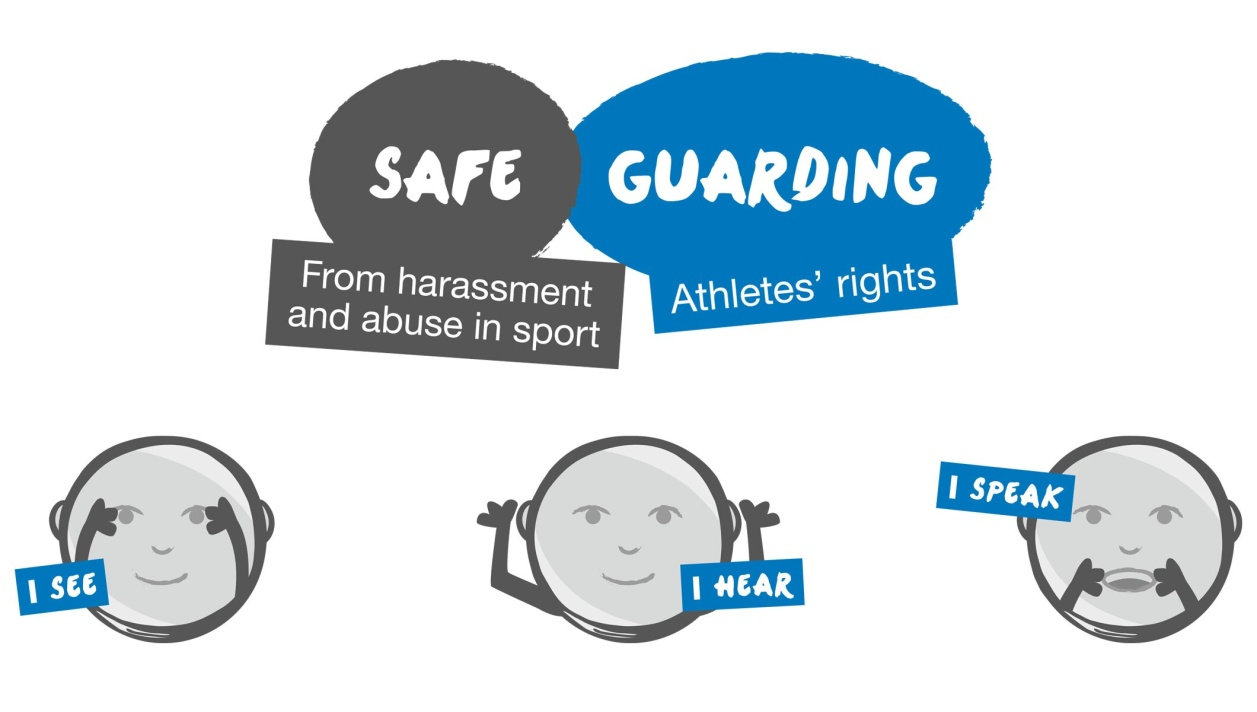 SAFE GUARDING
From harassment
and abuse in sport
Athletes' rights
I SEE
I HEAR
I SPEAK